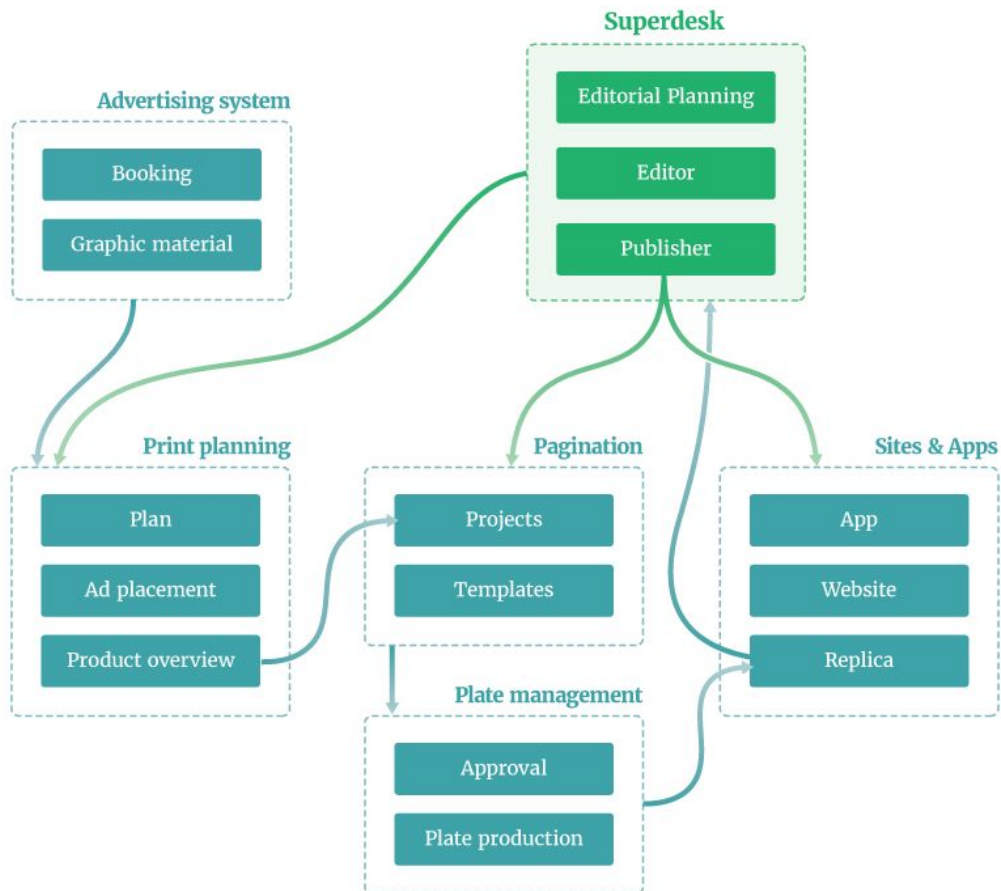 Superdesk
Editorial Planning
Editor
Publisher
Advertising system
Booking
Graphic material
Print planning
Plan
Ad placement
Product overview
Pagination
Projects
Templates
Sites & Apps
App
Website
Replica
Plate management
Approval
Plate production